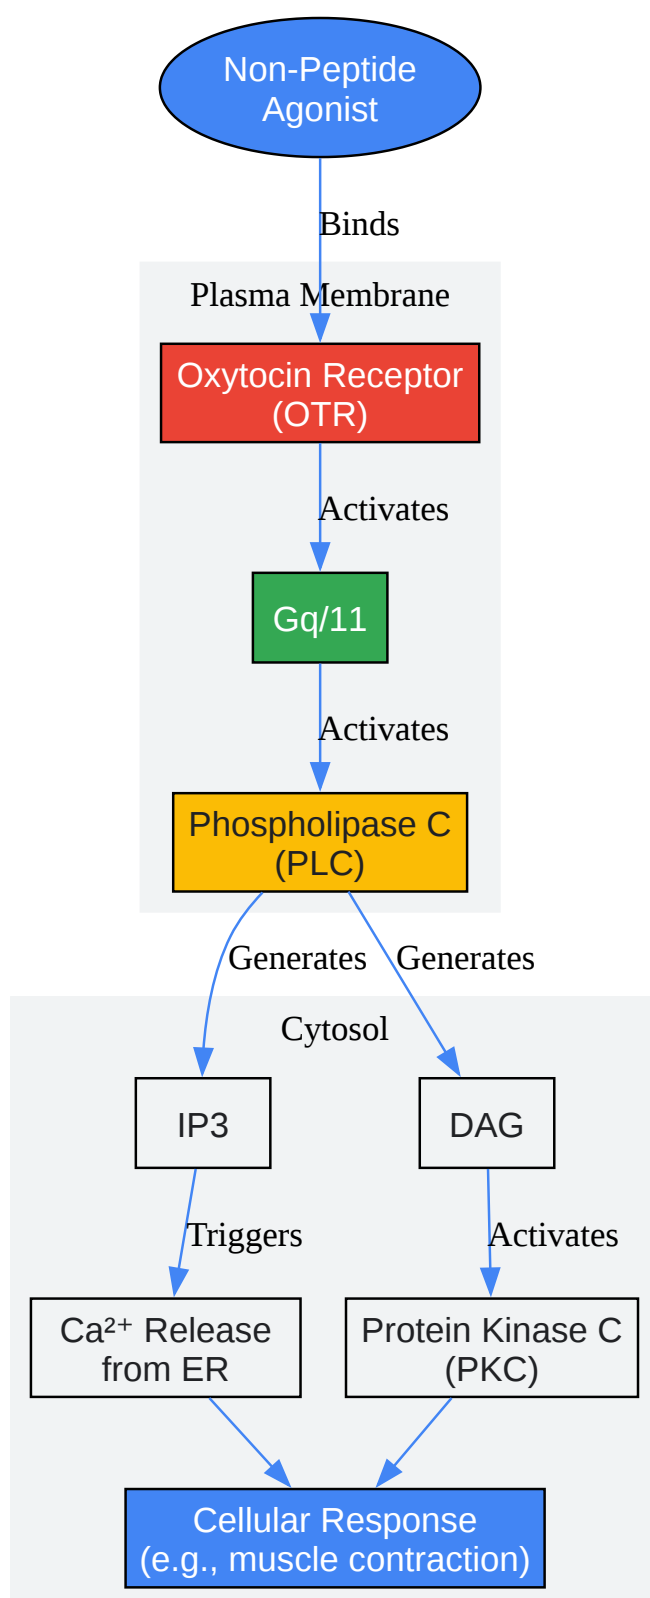 Non-Peptide
Agonist
Binds
Plasma Membrane
Oxytocin Receptor
(OTR)
Activates
Gq/11
Activates
Phospholipase C
(PLC)
Generates
Generates
Cytosol
IP3
DAG
Triggers
Activates
Ca²⁺ Release
from ER
Protein Kinase C
(PKC)
Cellular Response
(e.g., muscle contraction)